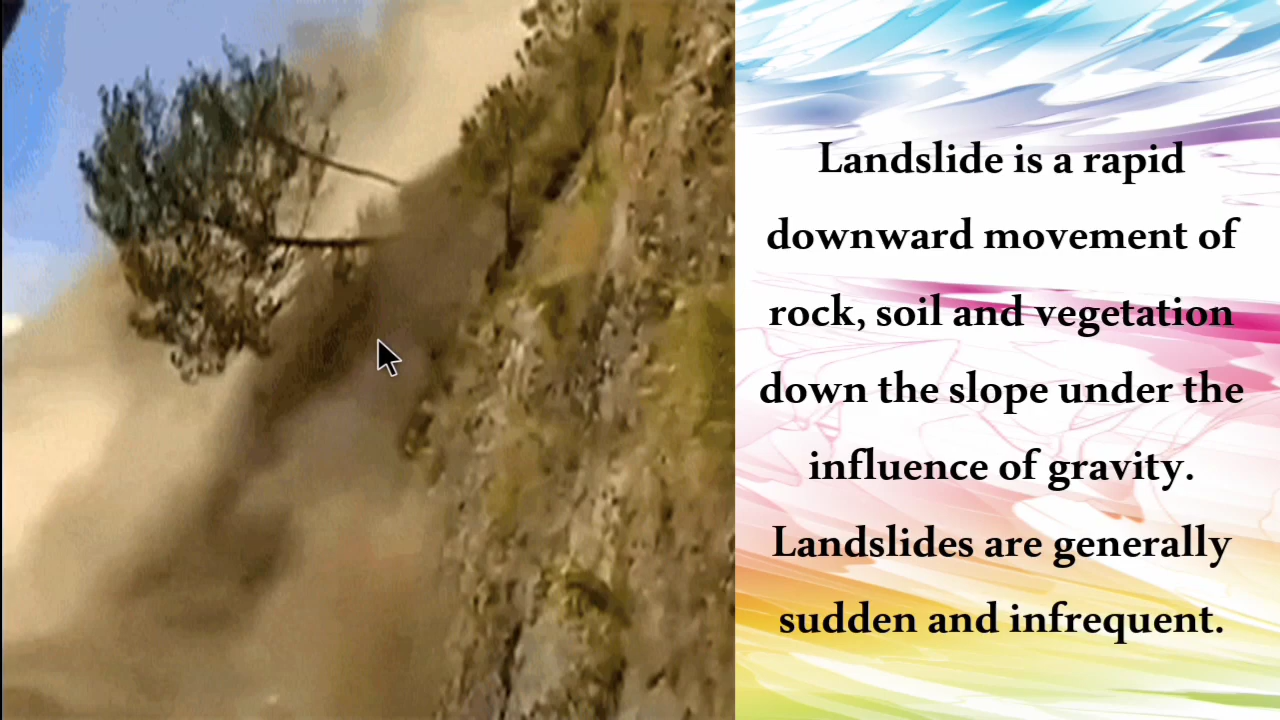 Landslide is a rapid
downward movement of
rock, soil and vegetation
down the slope under the
influence of gravity.
Landslides are generally
sudden and infrequent.